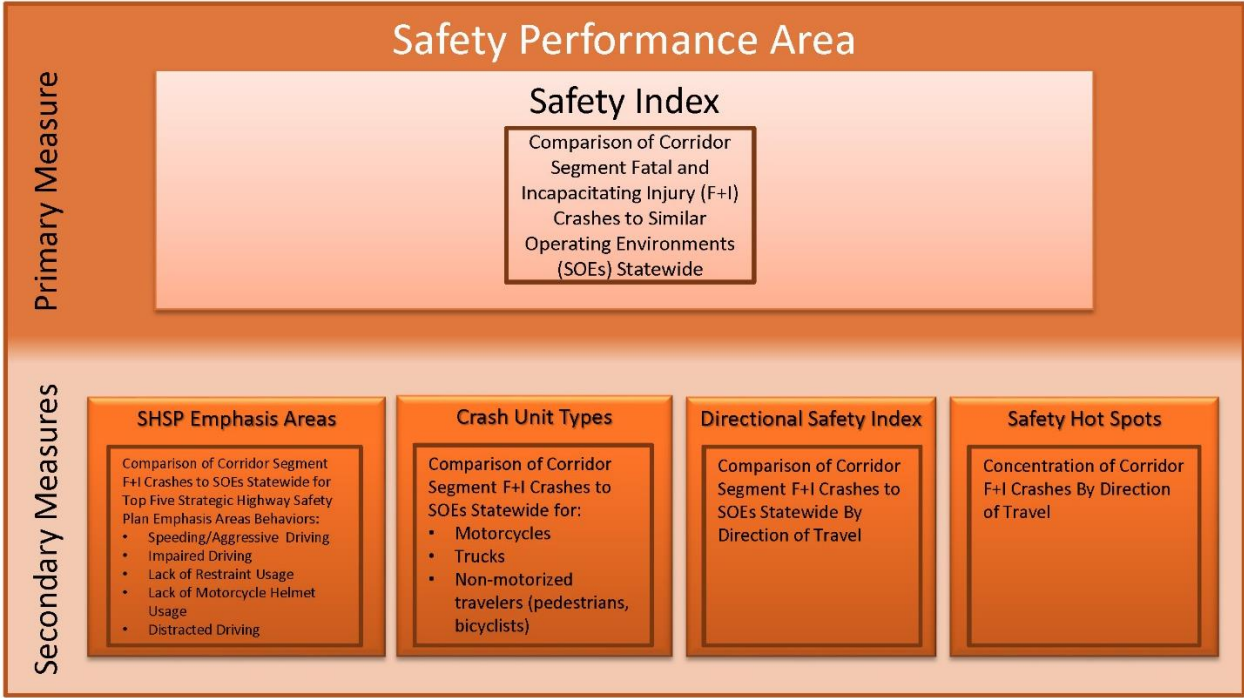 Safety Performance Area
Primary Measure
Safety Index
Comparison of Corridor
Segment Fatal and
Incapacitating Injury (F+I)
Crashes to Similar
Operating Environments
(SOEs) Statewide
Secondary Measures
SHSP Emphasis Areas
Comparison of Corridor Segment
F+I Crashes to SOEs Statewide for
Top Five Strategic Highway Safety
Plan Emphasis Areas Behaviors:
• Speeding/Aggressive Driving
• Impaired Driving
• Lack of Restraint Usage
• Lack of Motorcycle Helmet
Usage
• Distracted Driving
Crash Unit Types
Comparison of Corridor
Segment F+I Crashes to
SOEs Statewide for:
• Motorcycles
• Trucks
• Non-motorized
travelers (pedestrians,
bicyclists)
Directional Safety Index
Comparison of Corridor
Segment F+I Crashes to
SOEs Statewide By
Direction of Travel
Safety Hot Spots
Concentration of Corridor
F+I Crashes By Direction
of Travel